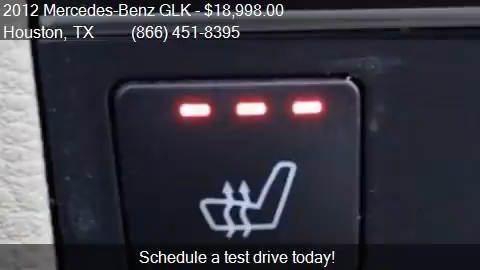 2012 Mercedes-Benz GLK - $18,998.00
Houston, TX (866) 451-8395
Schedule a test drive today!